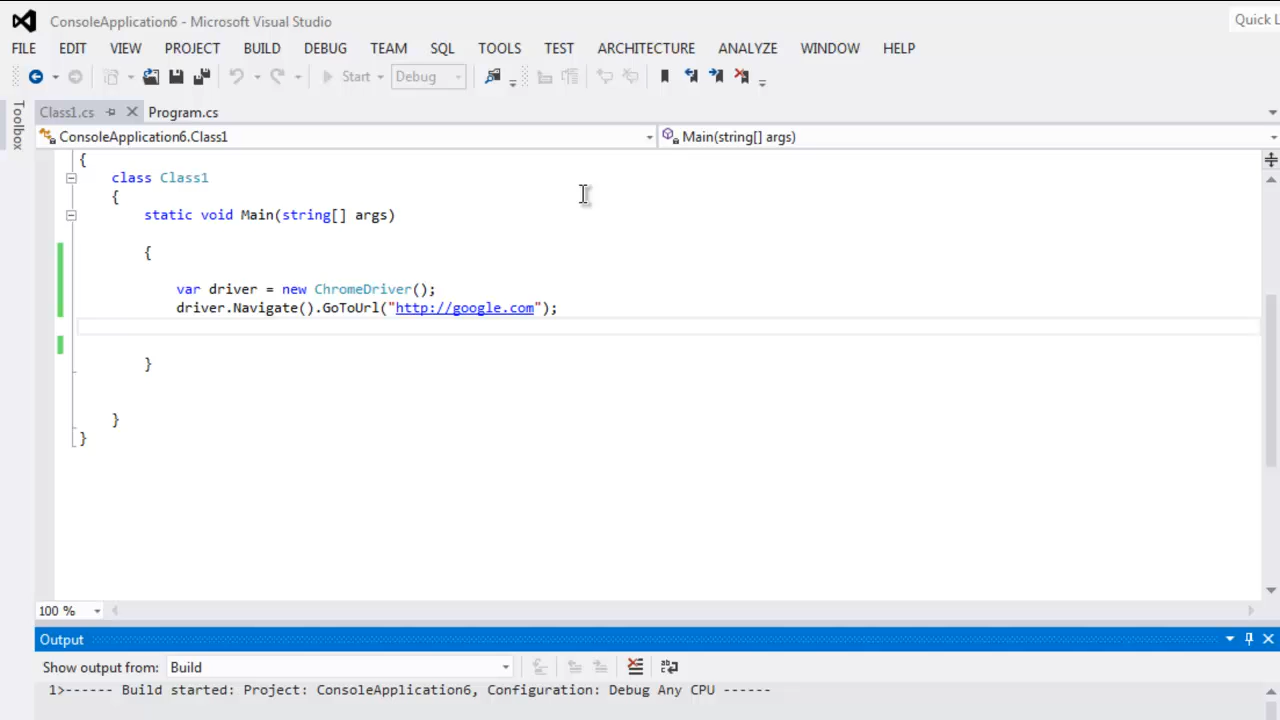 ConsoleApplication6 - Microsoft Visual Studio
Quick L
FILE EDIT VIEW PROJECT BUILD DEBUG TEAM SQL TOOLS TEST ARCHITECTURE ANALYZE WINDOW HELP
Start Debug
Toolbox
Class1.cs Program.cs
ConsoleApplication6.Class1 Main(string[] args)
{
class Class1
{
static void Main(string[] args)
{
var driver = new ChromeDriver();
driver.Navigate().GoToUrl("http://google.com");
}
}
}
100 %
Output
Show output from: Build
1>------ Build started: Project: ConsoleApplication6, Configuration: Debug Any CPU ------